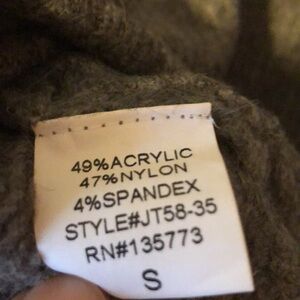 49%ACRYLIC
47%NYLON
4%SPANDEX
STYLE#JT58-35
RN#135773
S